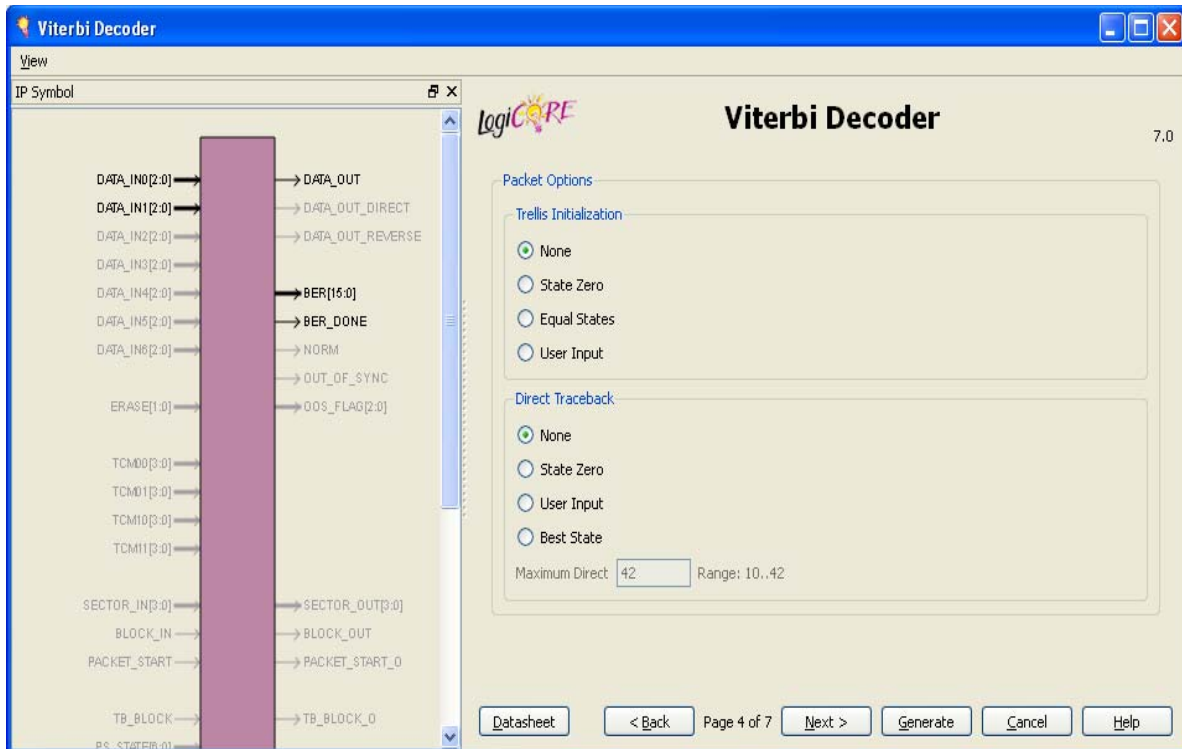 Viterbi Decoder
View
IP Symbol
DATA_IN0[2:0]
DATA_IN1[2:0]
DATA_IN2[2:0]
DATA_IN3[2:0]
DATA_IN4[2:0]
DATA_IN5[2:0]
DATA_IN6[2:0]
ERASE[1:0]
TCM00[3:0]
TCM01[3:0]
TCM10[3:0]
TCM11[3:0]
SECTOR_IN[3:0]
BLOCK_IN
PACKET_START
TB_BLOCK
PS_STATE[6:0]
DATA_OUT
DATA_OUT_DIRECT
DATA_OUT_REVERSE
BER[15:0]
BER_DONE
NORM
OUT_OF_SYNC
OOS_FLAG[2:0]
SECTOR_OUT[3:0]
BLOCK_OUT
PACKET_START_O
TB_BLOCK_O
LogiCORE
Viterbi Decoder
7.0
Packet Options
Trellis Initialization
None
State Zero
Equal States
User Input
Direct Traceback
None
State Zero
User Input
Best State
Maximum Direct 42 Range: 10..42
Datasheet < Back Page 4 of 7 Next > Generate Cancel Help